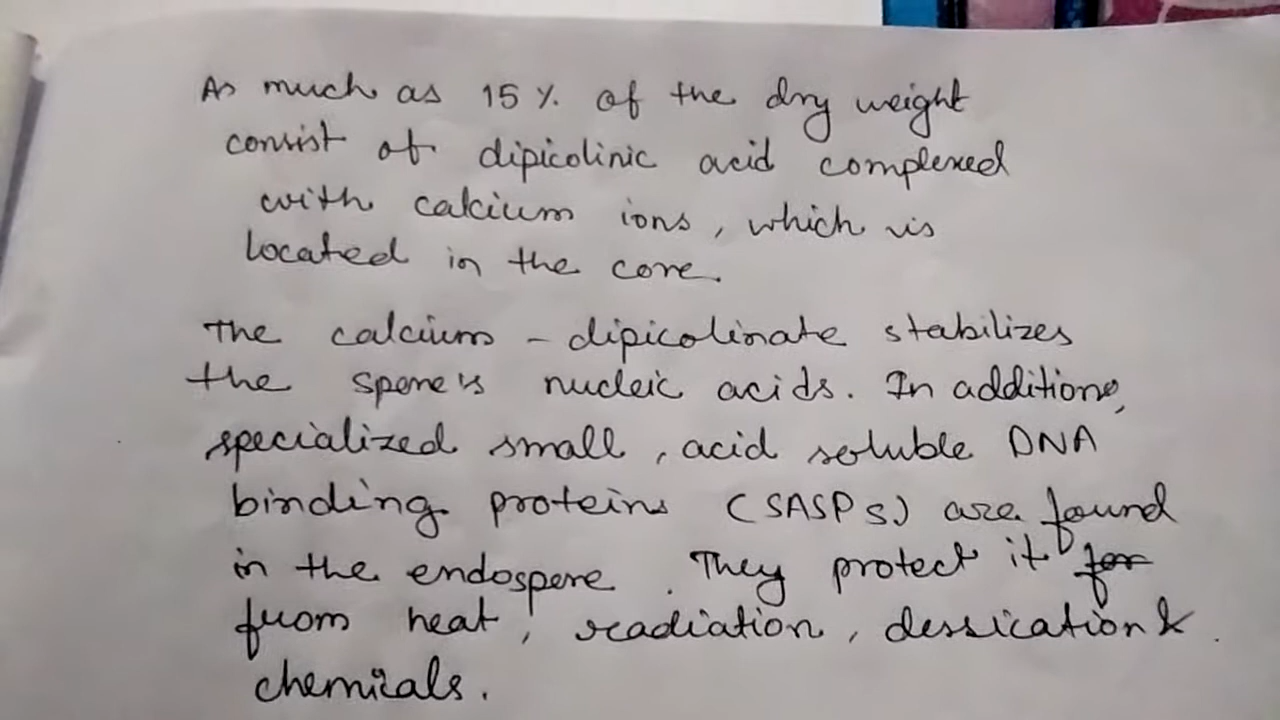 As much as 15 % of the dry weight
consist of dipicolinic acid complexed
with calcium ions, which is
located in the core.
The calcium - dipicolinate stabilizes
the spore's nucleic acids. In addition,
specialized small, acid soluble DNA
binding proteins (SASPs) are found
in the endospore. They protect it for
from heat, radiation, dessication &
chemicals.